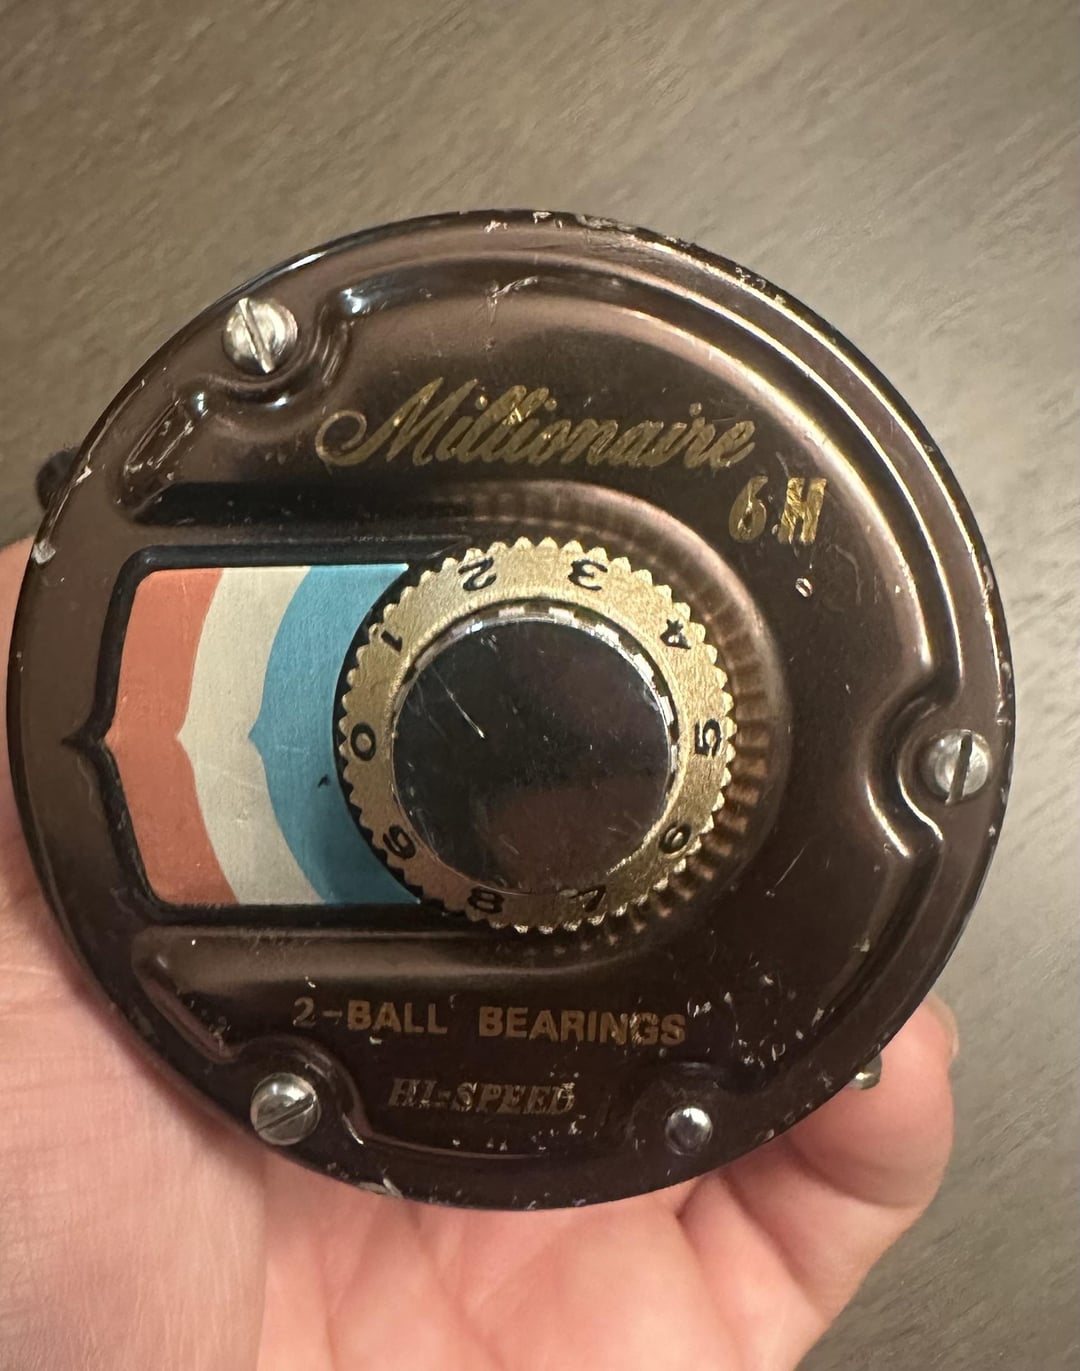 Millionaire
6H
0 1 2 3 4 5 6 7 8 9
2-BALL BEARINGS
HI-SPEED